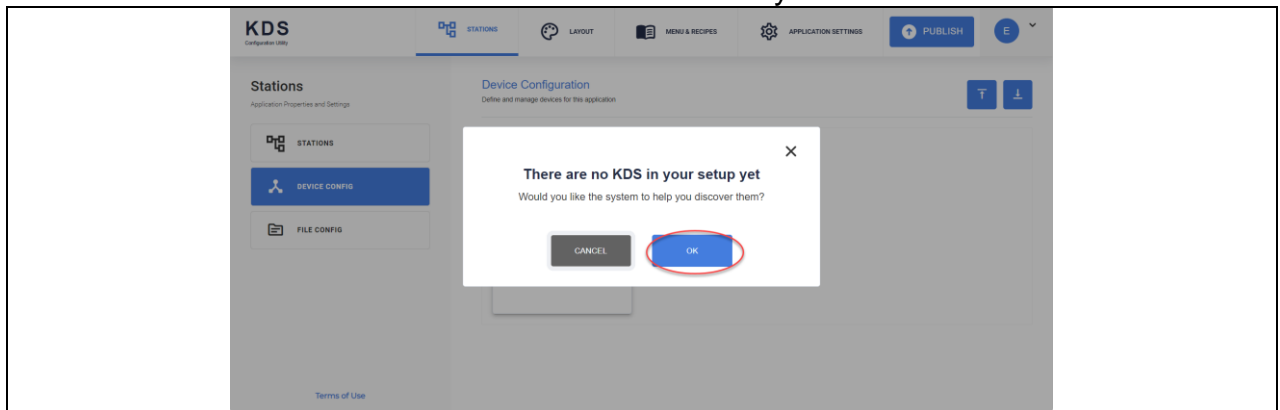 KDS
Configuration Utility
STATIONS
LAYOUT
MENU & RECIPES
APPLICATION SETTINGS
PUBLISH
E
Stations
Application Properties and Settings
Device Configuration
Define and manage devices for this application
STATIONS
DEVICE CONFIG
FILE CONFIG
There are no KDS in your setup yet
Would you like the system to help you discover them?
CANCEL
OK
Terms of Use